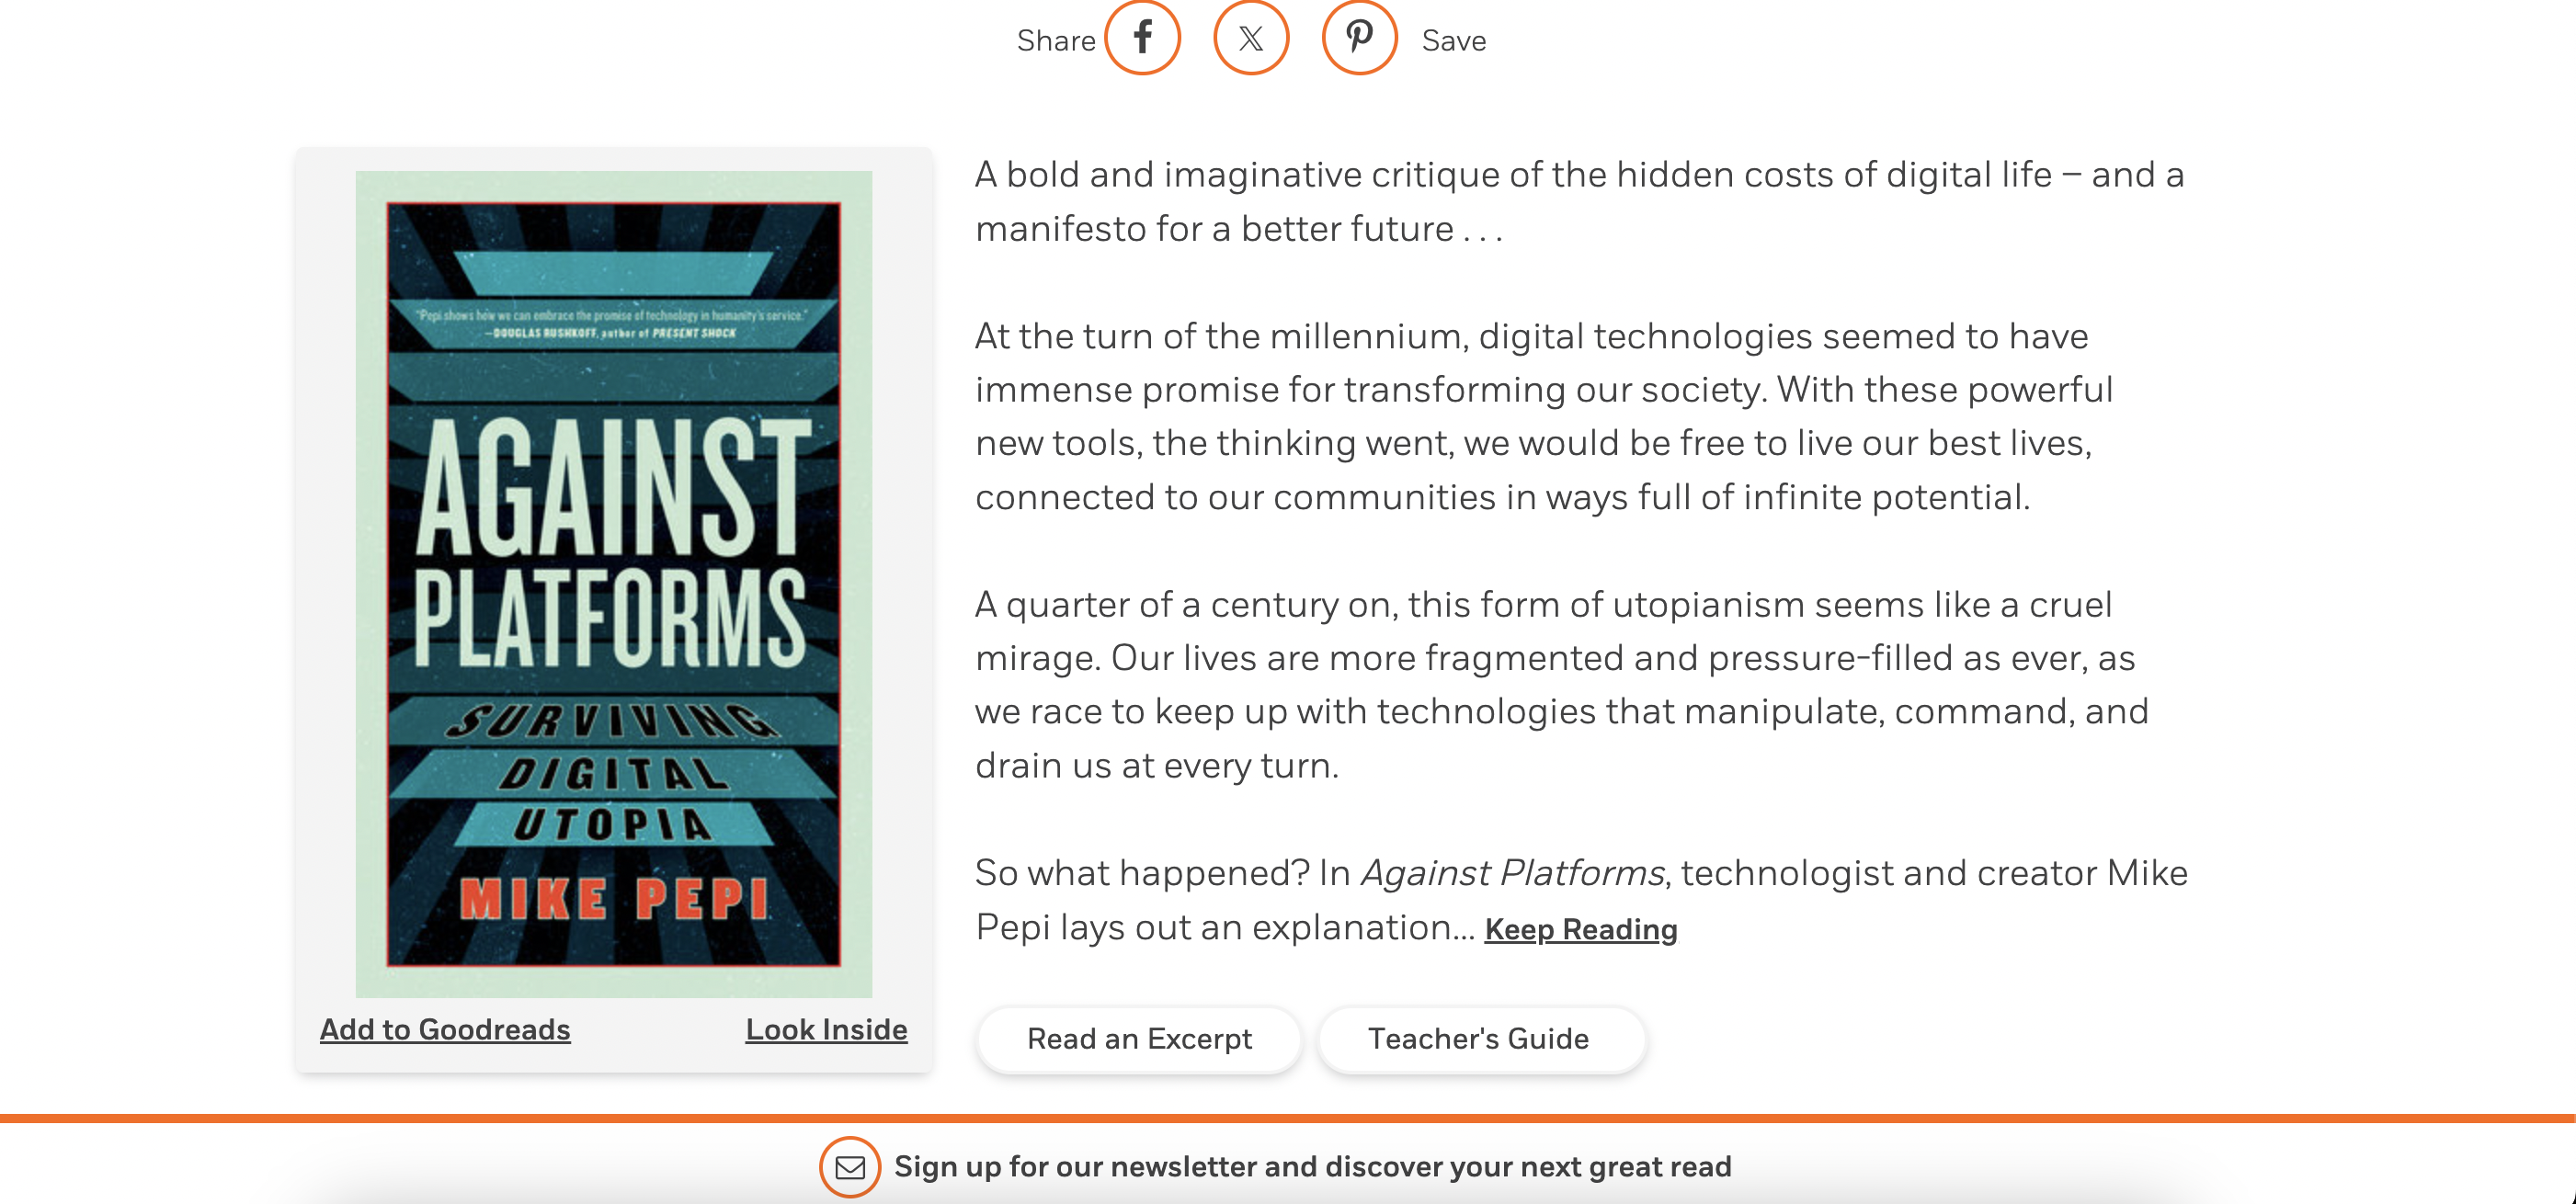 Share
Save
"Pepi shows how we can embrace the promise of technology in humanity's service."
—DOUGLAS RUSHKOFF, author of PRESENT SHOCK
AGAINST
PLATFORMS
SURVIVING
DIGITAL
UTOPIA
MIKE PEPI
Add to Goodreads
Look Inside
A bold and imaginative critique of the hidden costs of digital life – and a
manifesto for a better future . . .
At the turn of the millennium, digital technologies seemed to have
immense promise for transforming our society. With these powerful
new tools, the thinking went, we would be free to live our best lives,
connected to our communities in ways full of infinite potential.
A quarter of a century on, this form of utopianism seems like a cruel
mirage. Our lives are more fragmented and pressure-filled as ever, as
we race to keep up with technologies that manipulate, command, and
drain us at every turn.
So what happened? In Against Platforms, technologist and creator Mike
Pepi lays out an explanation... Keep Reading
Read an Excerpt
Teacher's Guide
Sign up for our newsletter and discover your next great read